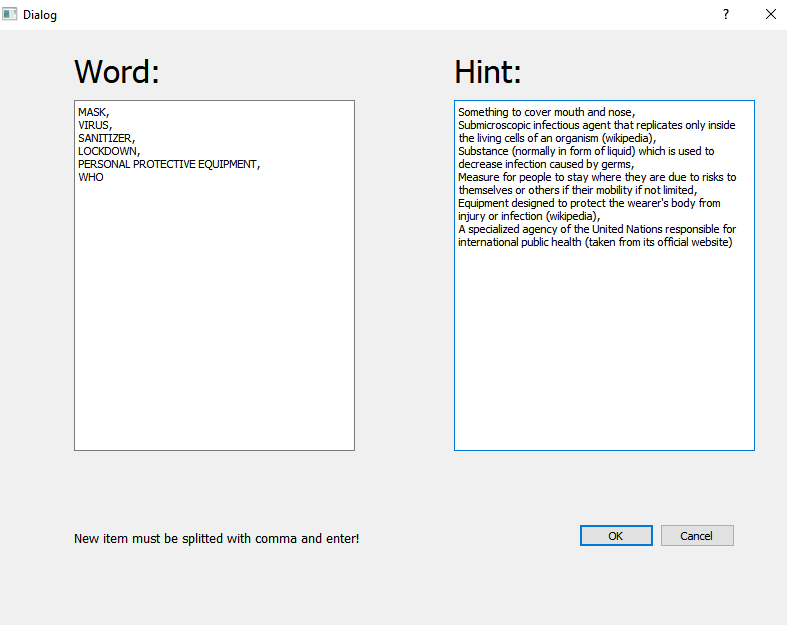 Dialog
?
Word:
Hint:
MASK,
VIRUS,
SANITIZER,
LOCKDOWN,
PERSONAL PROTECTIVE EQUIPMENT,
WHO
Something to cover mouth and nose,
Submicroscopic infectious agent that replicates only inside
the living cells of an organism (wikipedia),
Substance (normally in form of liquid) which is used to
decrease infection caused by germs,
Measure for people to stay where they are due to risks to
themselves or others if their mobility if not limited,
Equipment designed to protect the wearer's body from
injury or infection (wikipedia),
A specialized agency of the United Nations responsible for
international public health (taken from its official website)
New item must be splitted with comma and enter!
OK
Cancel